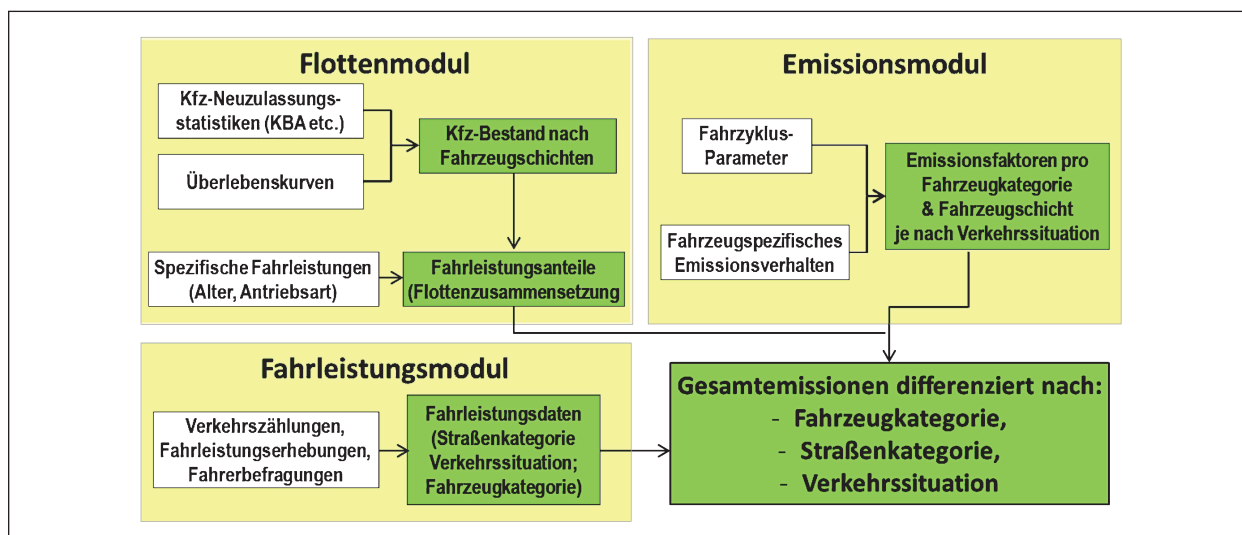 Flottenmodul
Kfz-Neuzulassungs-
statistiken (KBA etc.)
Überlebenskurven
Kfz-Bestand nach
Fahrzeugschichten
Spezifische Fahrleistungen
(Alter, Antriebsart)
Fahrleistungsanteile
(Flottenzusammensetzung
Emissionsmodul
Fahrzyklus-
Parameter
Fahrzeugspezifisches
Emissionsverhalten
Emissionsfaktoren pro
Fahrzeugkategorie
& Fahrzeugschicht
je nach Verkehrssituation
Fahrleistungsmodul
Verkehrszählungen,
Fahrleistungserhebungen,
Fahrerbefragungen
Fahrleistungsdaten
(Straßenkategorie
Verkehrssituation;
Fahrzeugkategorie)
Gesamtemissionen differenziert nach:
- Fahrzeugkategorie,
- Straßenkategorie,
- Verkehrssituation